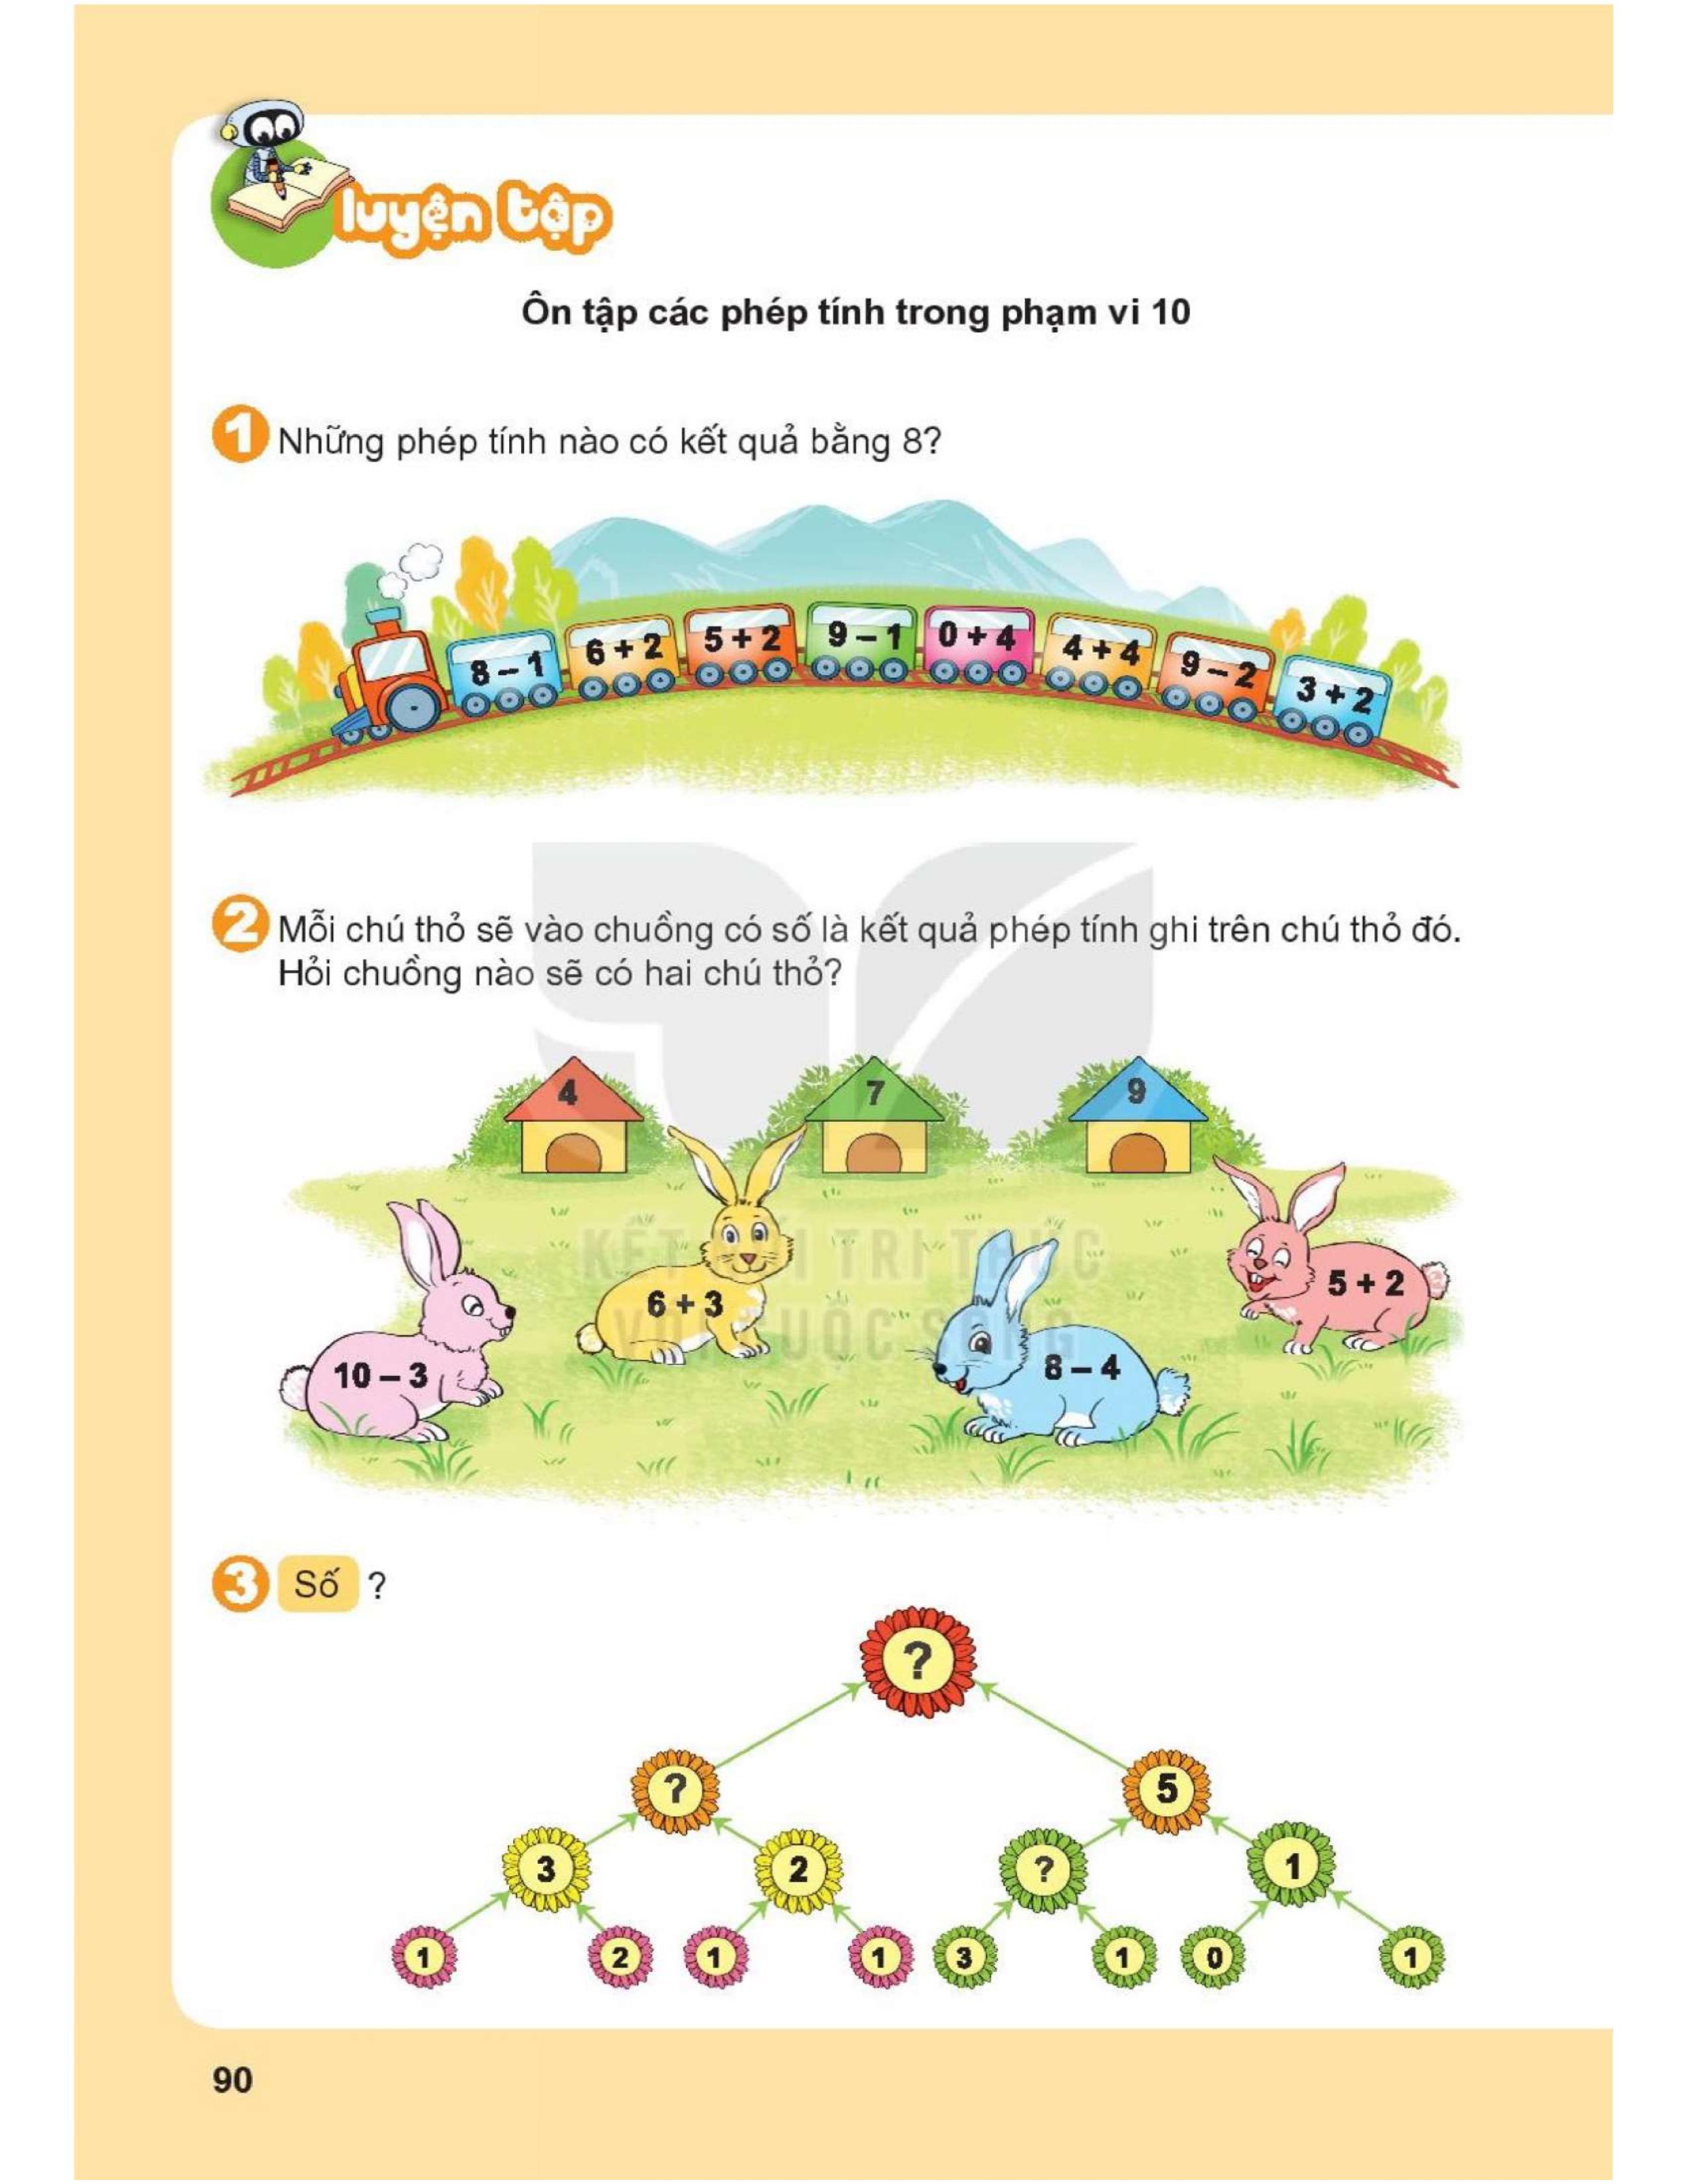 luyện tập
Ôn tập các phép tính trong phạm vi 10
1 Những phép tính nào có kết quả bằng 8?
8 – 1 6 + 2 5 + 2 9 – 1 0 + 4 4 + 4 9 – 2 3 + 2
2 Mỗi chú thỏ sẽ vào chuồng có số là kết quả phép tính ghi trên chú thỏ đó.
Hỏi chuồng nào sẽ có hai chú thỏ?
4 7 9
KẾT NỐI TRI THỨC
VỚI CUỘC SỐNG
10 – 3 6 + 3 8 – 4 5 + 2
3 Số ?
?
? 5
3 2 ? 1
1 2 1 1 3 1 0 1
90